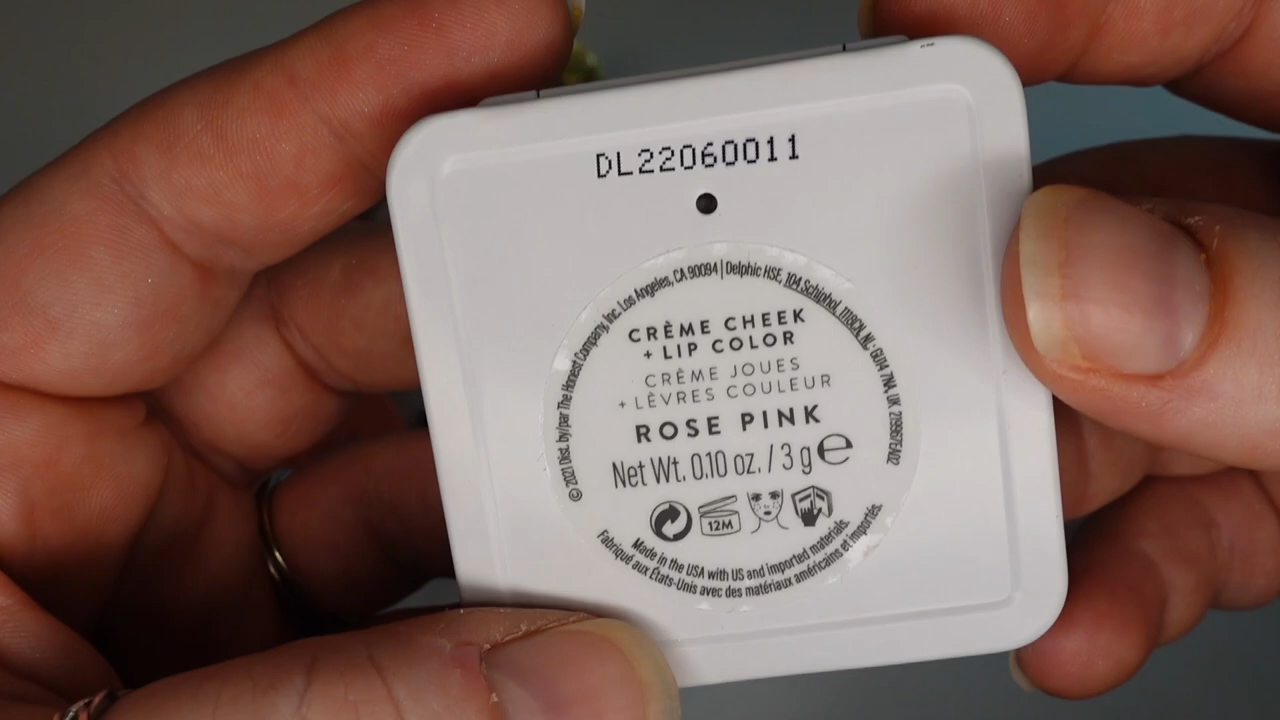 DL22060011
© 2021 Dist. by/par The Honest Company, Inc. Los Angeles, CA 90094 | Delphic HSE, 104 Schiphol, 1118CN, NL • GU14 7NA, UK
CRÈME CHEEK
+ LIP COLOR
CRÈME JOUES
+ LÈVRES COULEUR
ROSE PINK
Net Wt. 0.10 oz. / 3 g e
12M
Made in the USA with US and imported materials.
Fabriqué aux États-Unis avec des matériaux américains et importés.